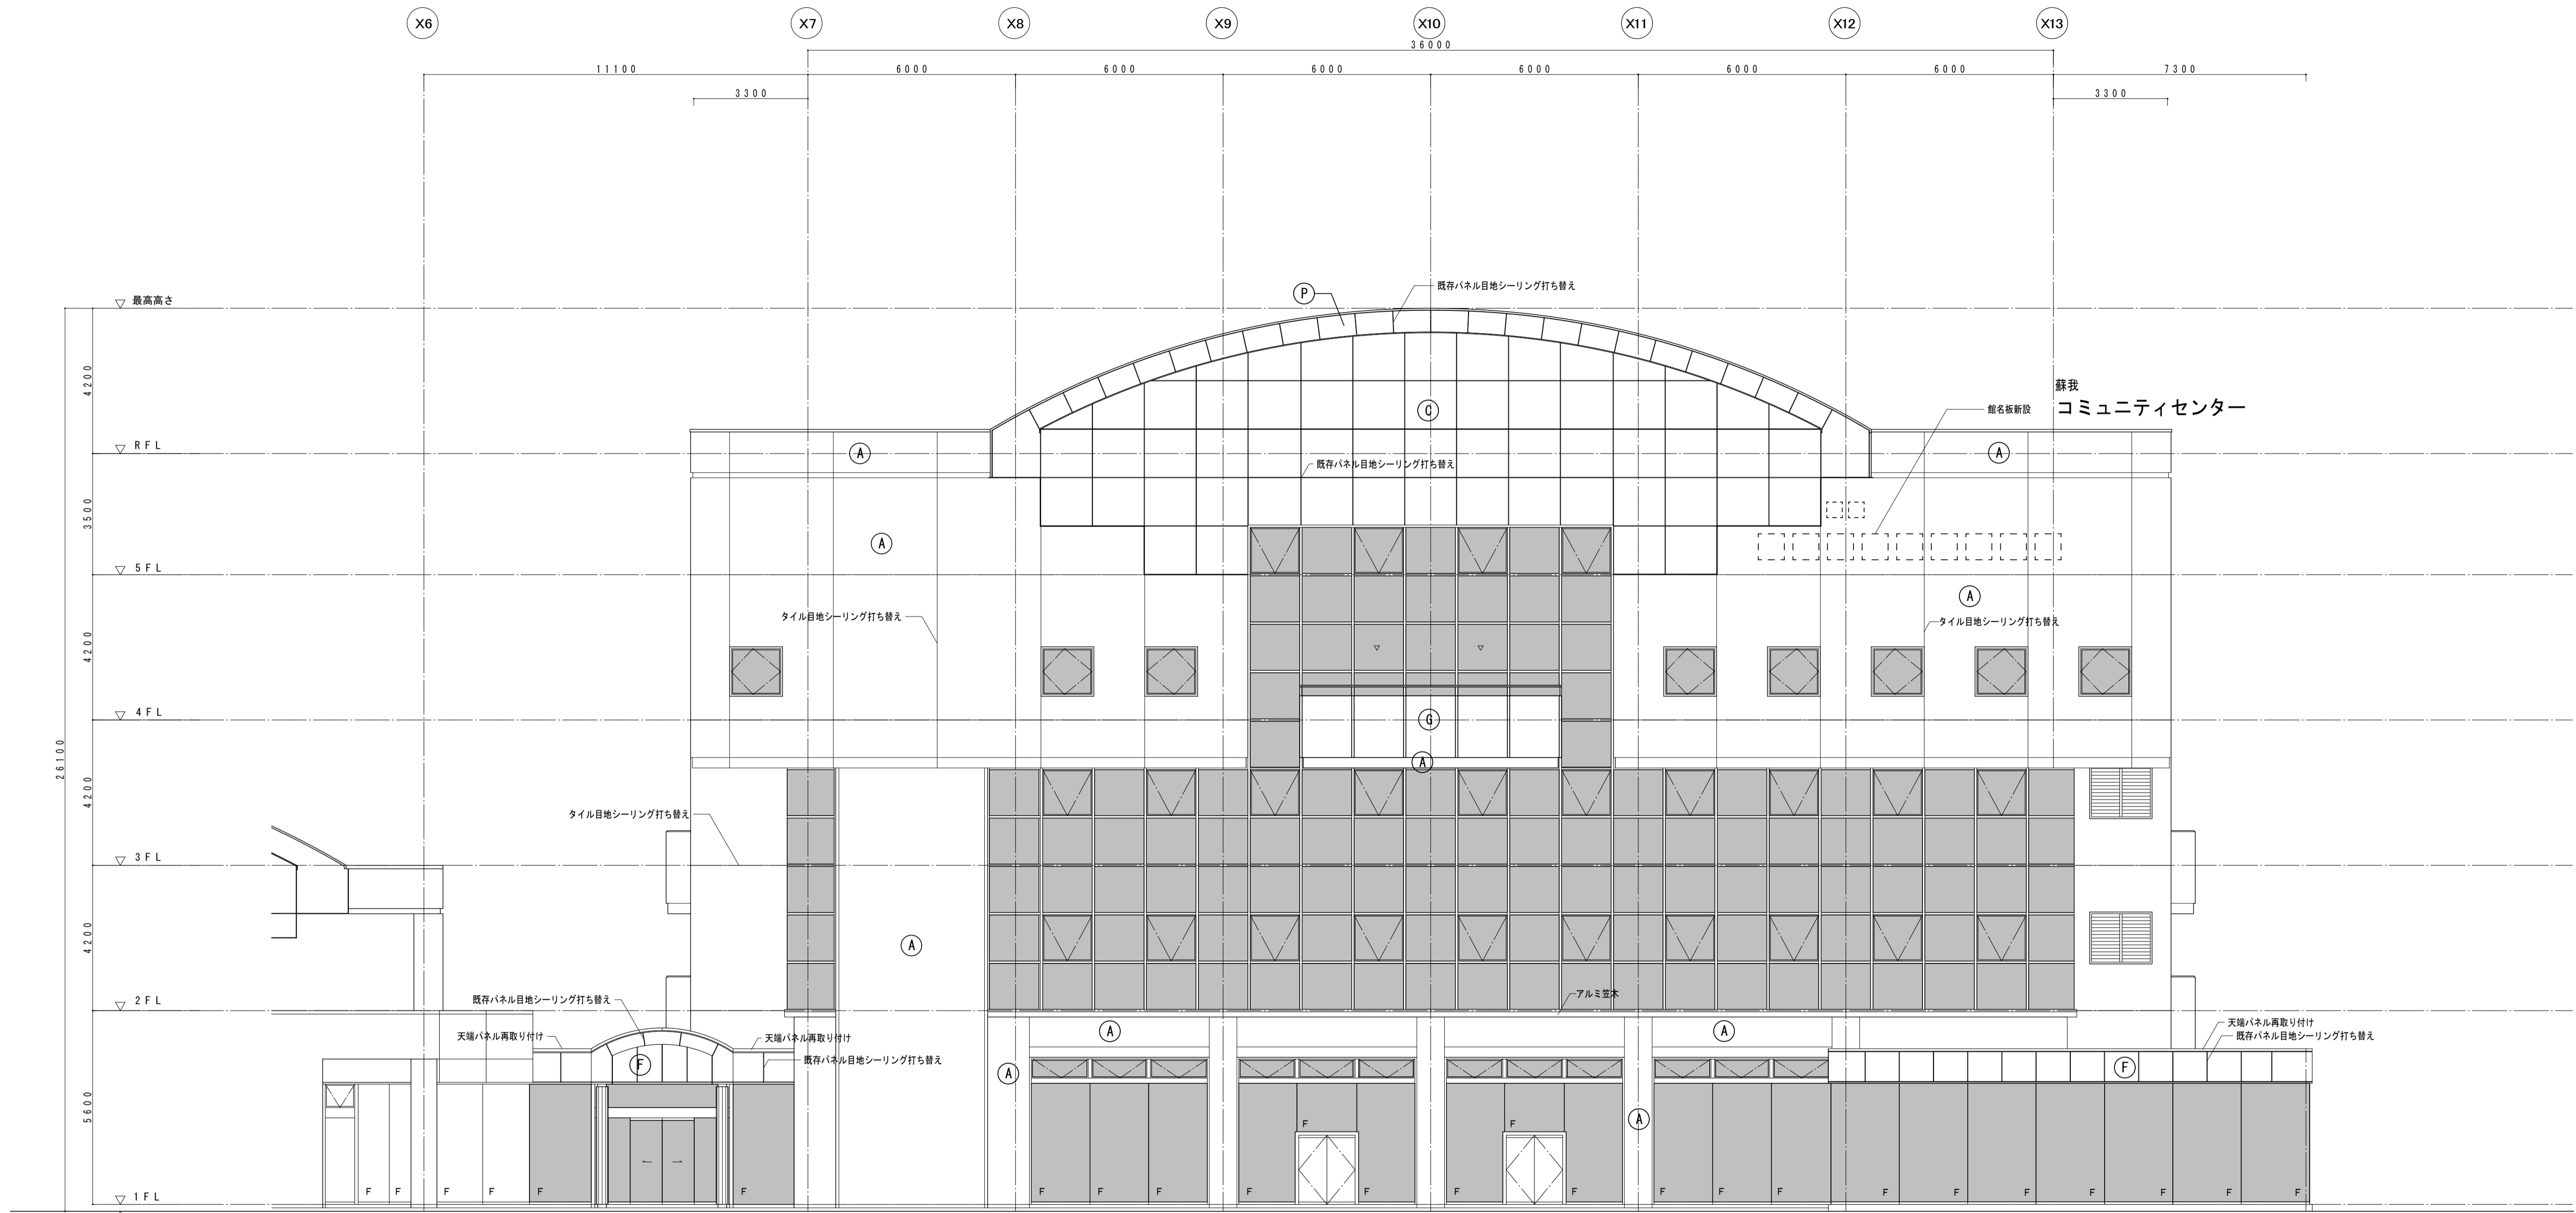 X6 X7 X8 X9 X10 X11 X12 X13
36000
11100 6000 6000 6000 6000 6000 6000 7300
3300 3300
最高高さ
P
既存パネル目地シーリング打ち替え
4200
蘇我
館名板新設
コミュニティセンター
C
RFL
A
A
既存パネル目地シーリング打ち替え
3500
A
5FL
A
タイル目地シーリング打ち替え
タイル目地シーリング打ち替え
4200
4FL
G
26100
A
4200
タイル目地シーリング打ち替え
3FL
4200
A
2FL
既存パネル目地シーリング打ち替え
アルミ笠木
天端パネル再取り付け
天端パネル再取り付け
A
A
天端パネル再取り付け
既存パネル目地シーリング打ち替え
既存パネル目地シーリング打ち替え
F
A
F
5600
A
F F
1FL
F F F F F F F F F F F F F F F F F F F F F F F